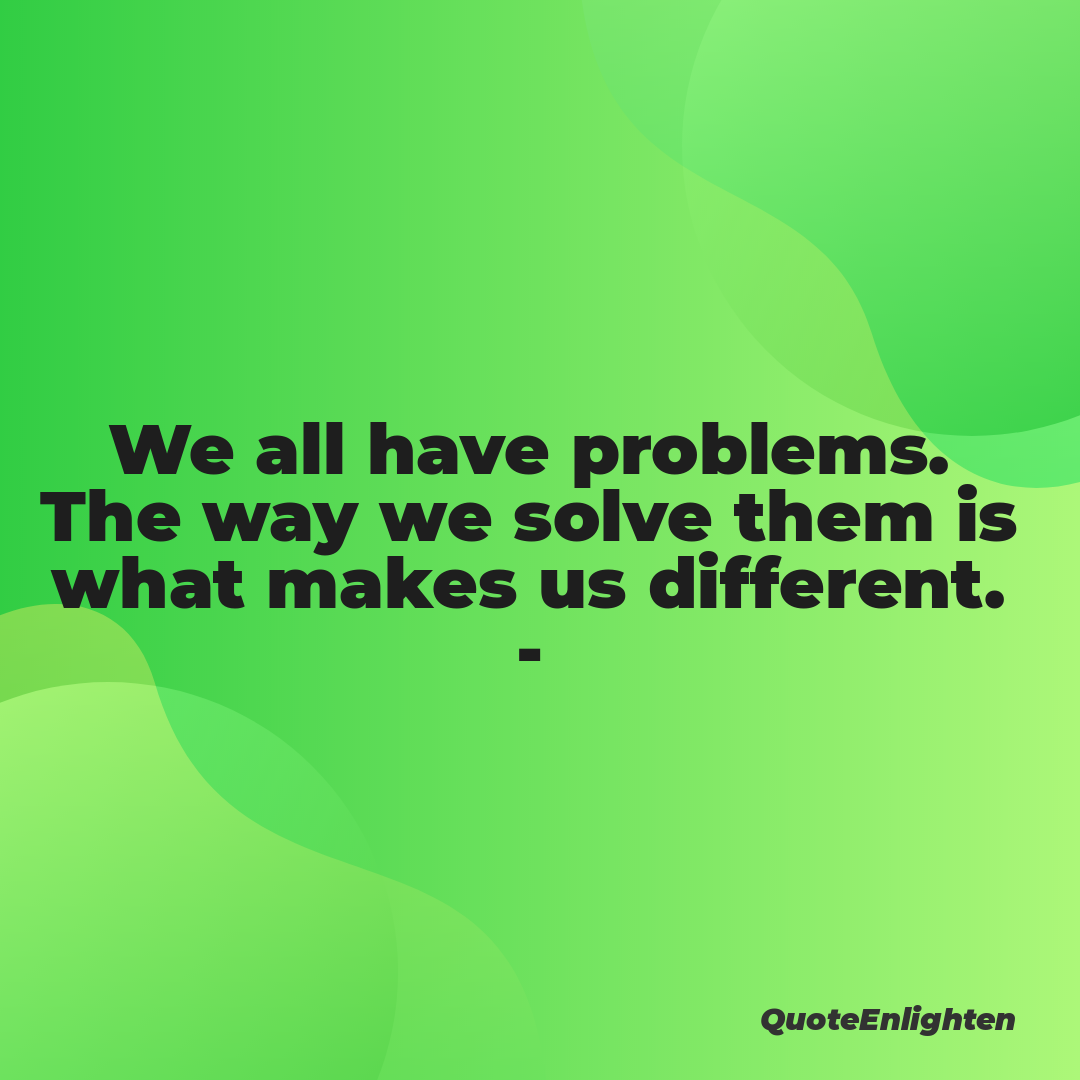 We all have problems.
The way we solve them is
what makes us different.
-
QuoteEnlighten